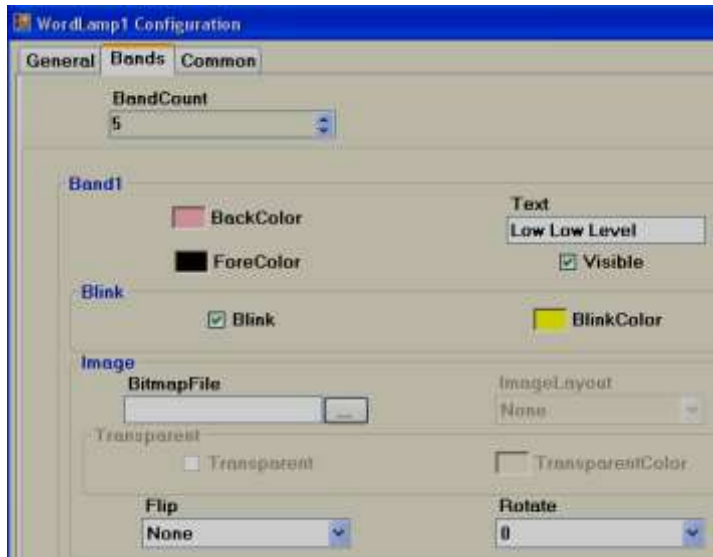 WordLamp1 Configuration
General Bands Common
BandCount
5
Band1
BackColor
Text
Low Low Level
ForeColor
Visible
Blink
Blink
BlinkColor
Image
BitmapFile
ImageLayout
...
None
Transparent
Transparent
TransparentColor
Flip
Rotate
None
0